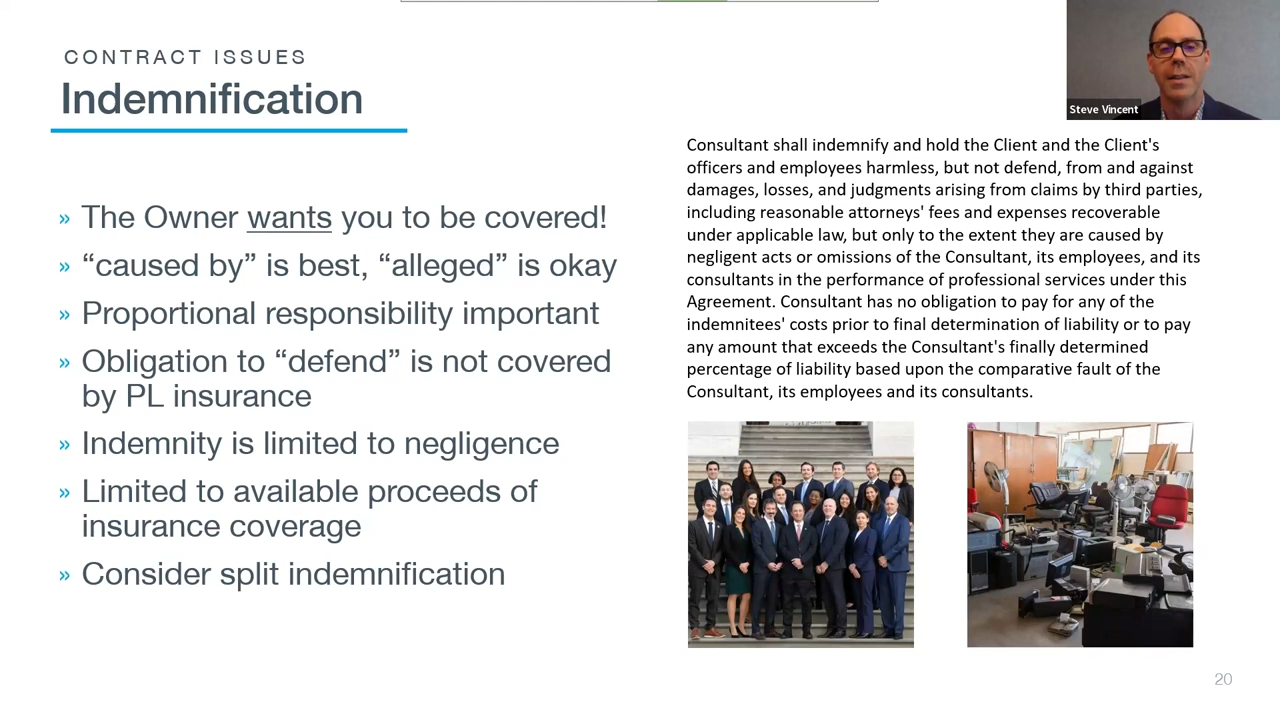 CONTRACT ISSUES
Indemnification
Steve Vincent
» The Owner wants you to be covered!
» “caused by” is best, “alleged” is okay
» Proportional responsibility important
» Obligation to “defend” is not covered
by PL insurance
» Indemnity is limited to negligence
» Limited to available proceeds of
insurance coverage
» Consider split indemnification
Consultant shall indemnify and hold the Client and the Client's
officers and employees harmless, but not defend, from and against
damages, losses, and judgments arising from claims by third parties,
including reasonable attorneys' fees and expenses recoverable
under applicable law, but only to the extent they are caused by
negligent acts or omissions of the Consultant, its employees, and its
consultants in the performance of professional services under this
Agreement. Consultant has no obligation to pay for any of the
indemnitees' costs prior to final determination of liability or to pay
any amount that exceeds the Consultant's finally determined
percentage of liability based upon the comparative fault of the
Consultant, its employees and its consultants.
20